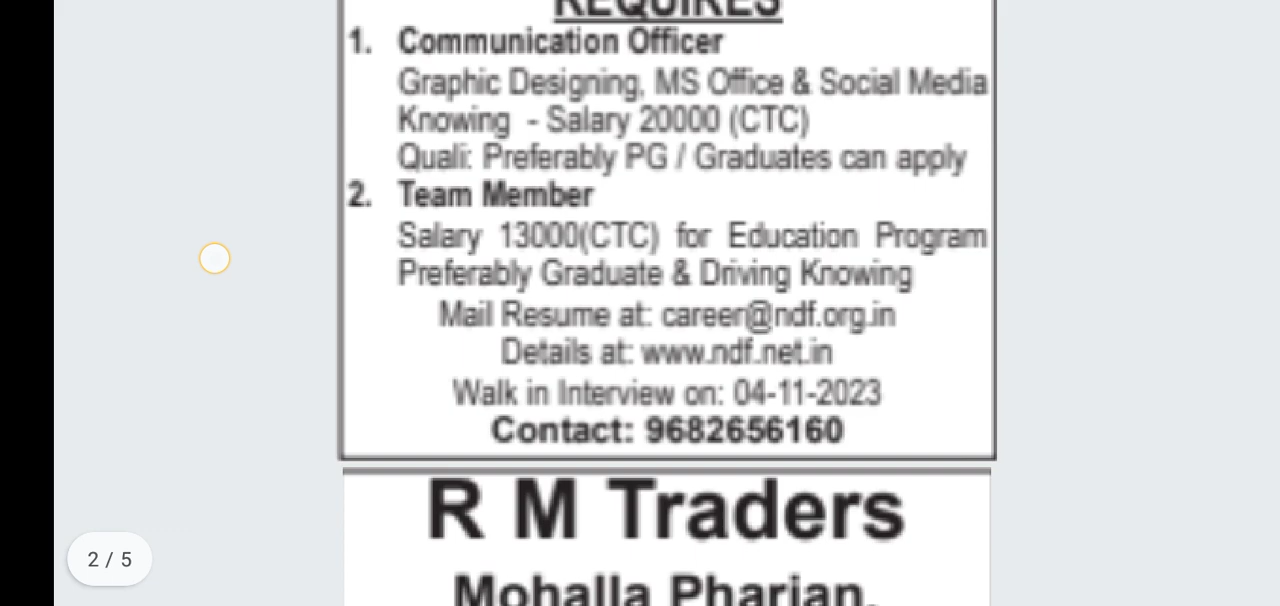 REQUIRES
1. Communication Officer
Graphic Designing, MS Office & Social Media
Knowing - Salary 20000 (CTC)
Quali: Preferably PG / Graduates can apply
2. Team Member
Salary 13000(CTC) for Education Program
Preferably Graduate & Driving Knowing
Mail Resume at: career@ndf.org.in
Details at: www.ndf.net.in
Walk in Interview on: 04-11-2023
Contact: 9682656160
R M Traders
Mohalla Pharian,
2 / 5